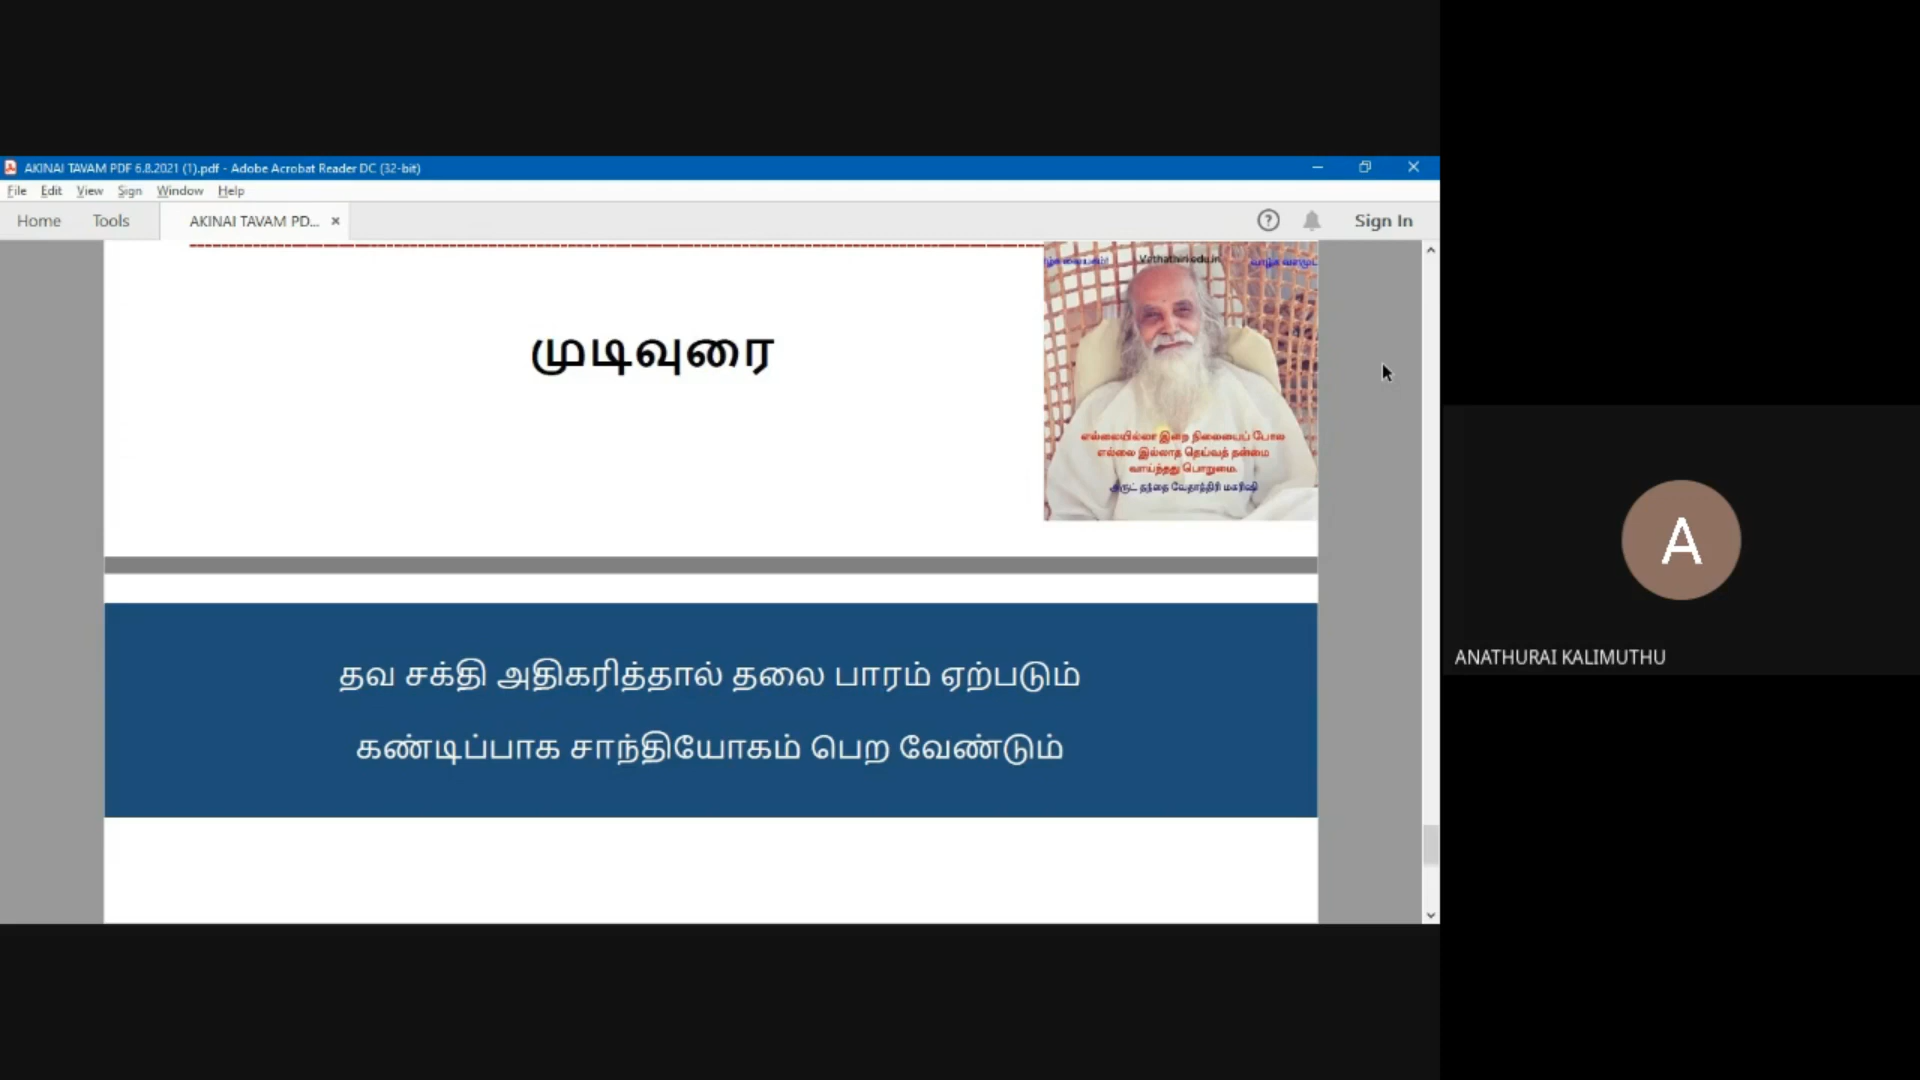 AKINAI TAVAM PDF 6.8.2021 (1).pdf - Adobe Acrobat Reader DC (32-bit)
File Edit View Sign Window Help
Home Tools AKINAI TAVAM PD... × ? Sign In
Vethathiri.edu.in
முடிவுரை
எல்லையில்லா இறை நிலையைப் போல
எல்லை இல்லாத தெய்வத் தன்மை
வாய்ந்தது பொறுமை.
அருட் தந்தை வேதாத்திரி மகரிஷி
தவ சக்தி அதிகரித்தால் தலை பாரம் ஏற்படும்
கண்டிப்பாக சாந்தியோகம் பெற வேண்டும்
A
ANATHURAI KALIMUTHU